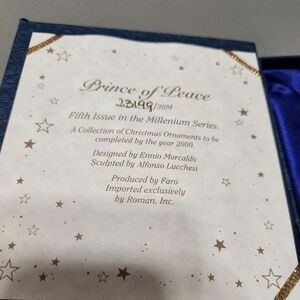 Prince of Peace
23199/30M
Fifth Issue in the Millenium Series.
A Collection of Christmas Ornaments to be
completed by the year 2000.
Designed by Ennio Morcaldo
Sculpted by Alfonso Lucchesi
Produced by Faro
Imported exclusively
by Roman, Inc.